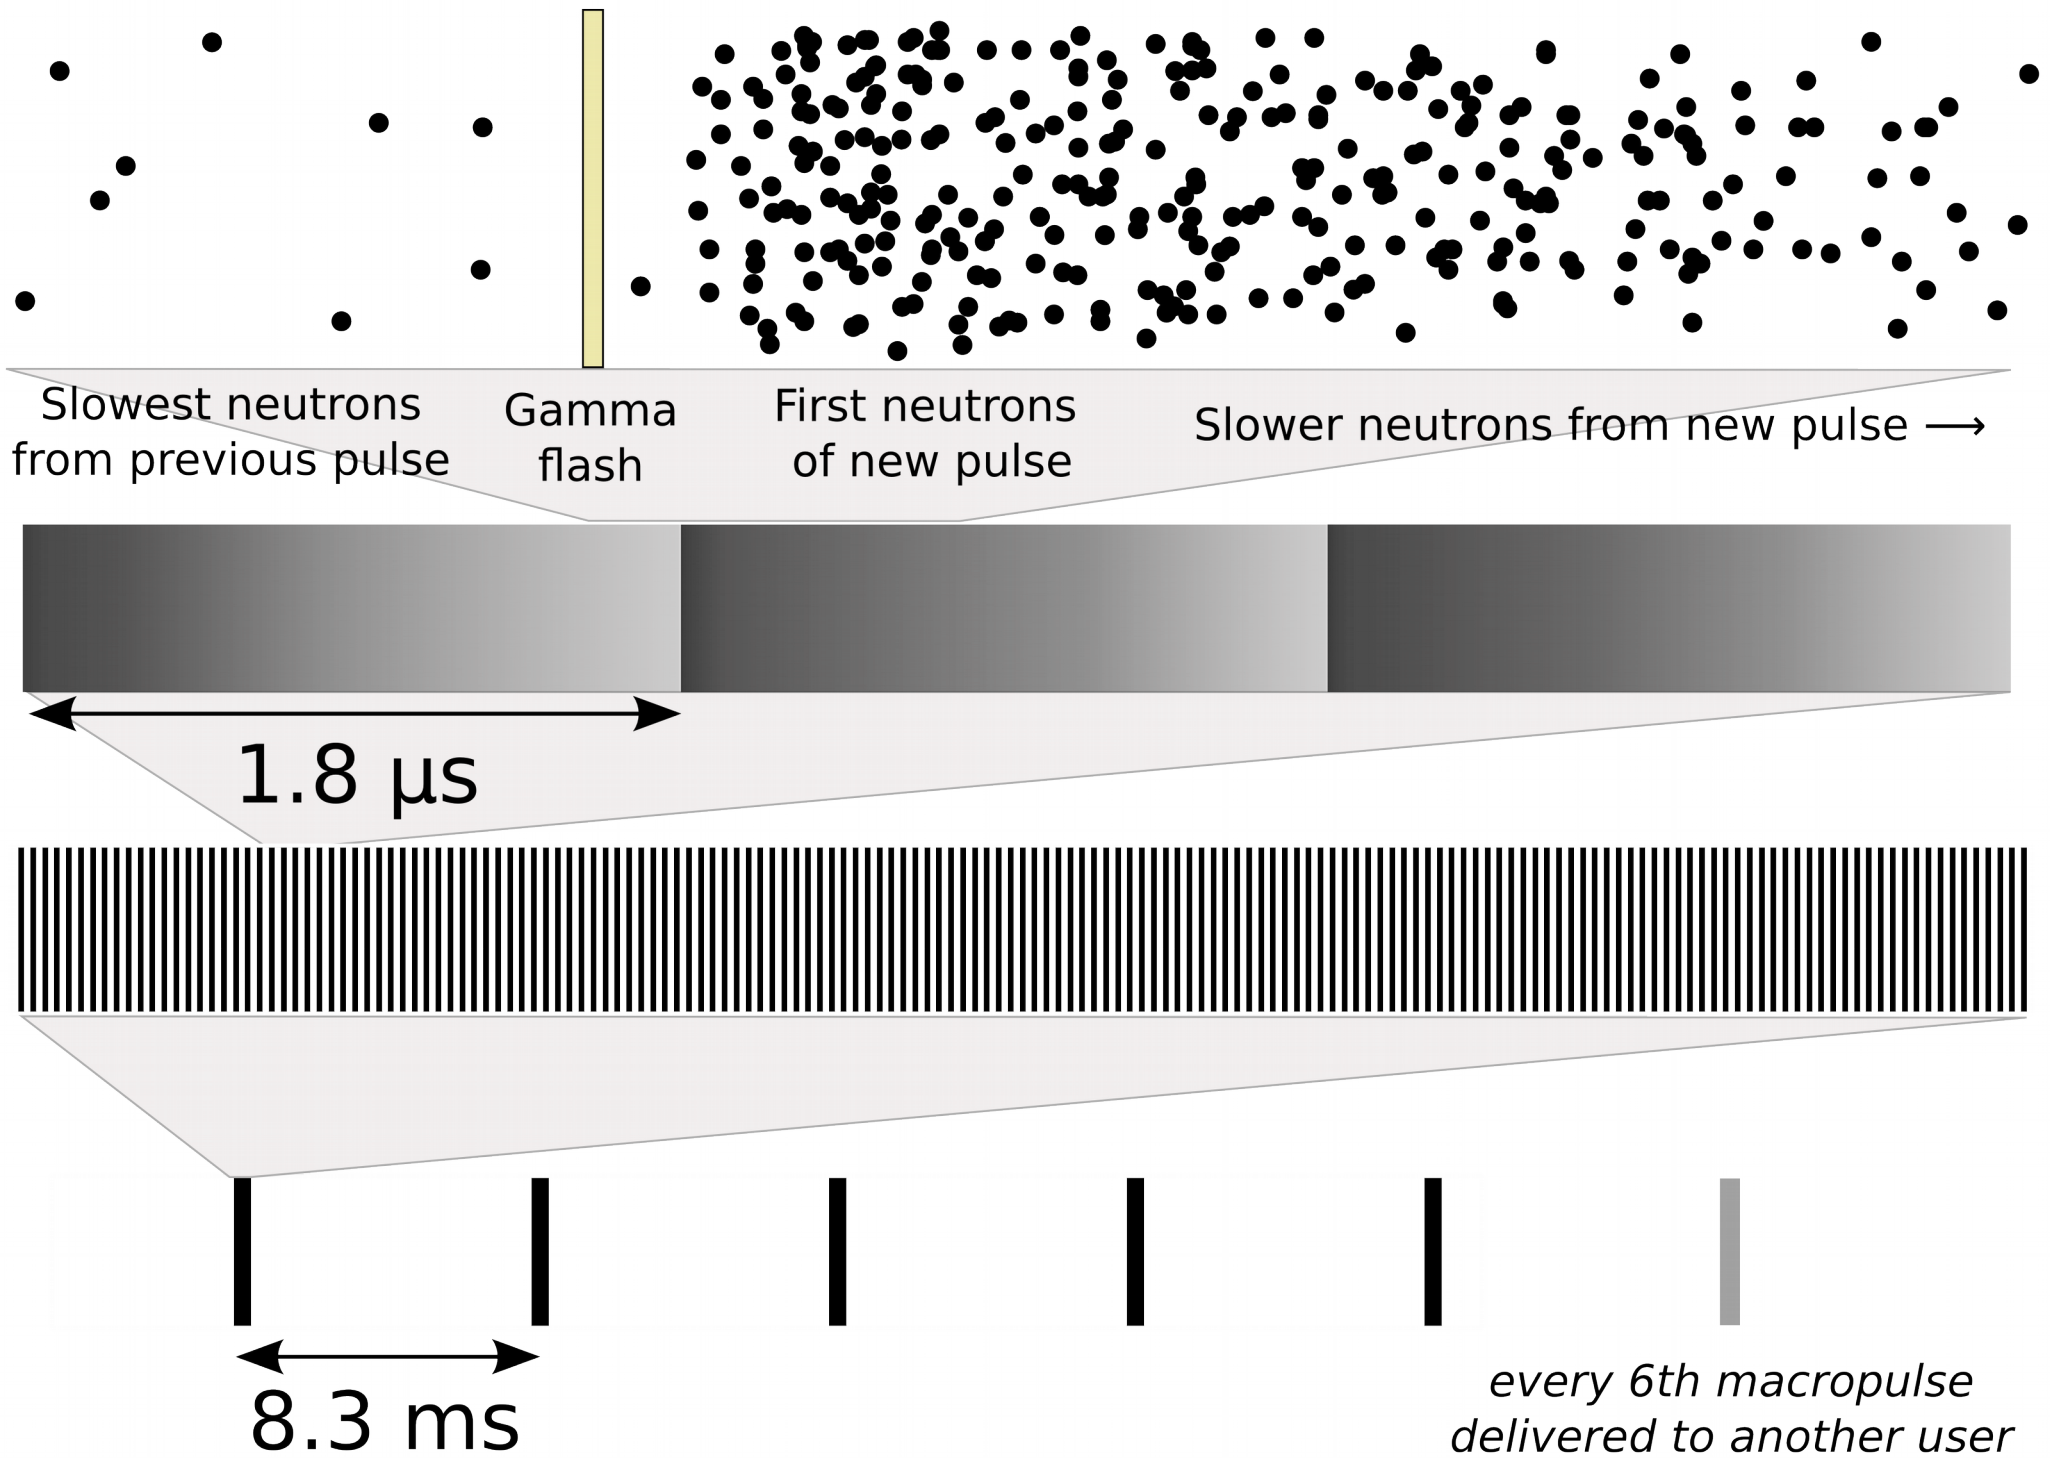 Slowest neutrons
from previous pulse
Gamma
flash
First neutrons
of new pulse
Slower neutrons from new pulse →
1.8 µs
8.3 ms
every 6th macropulse
delivered to another user